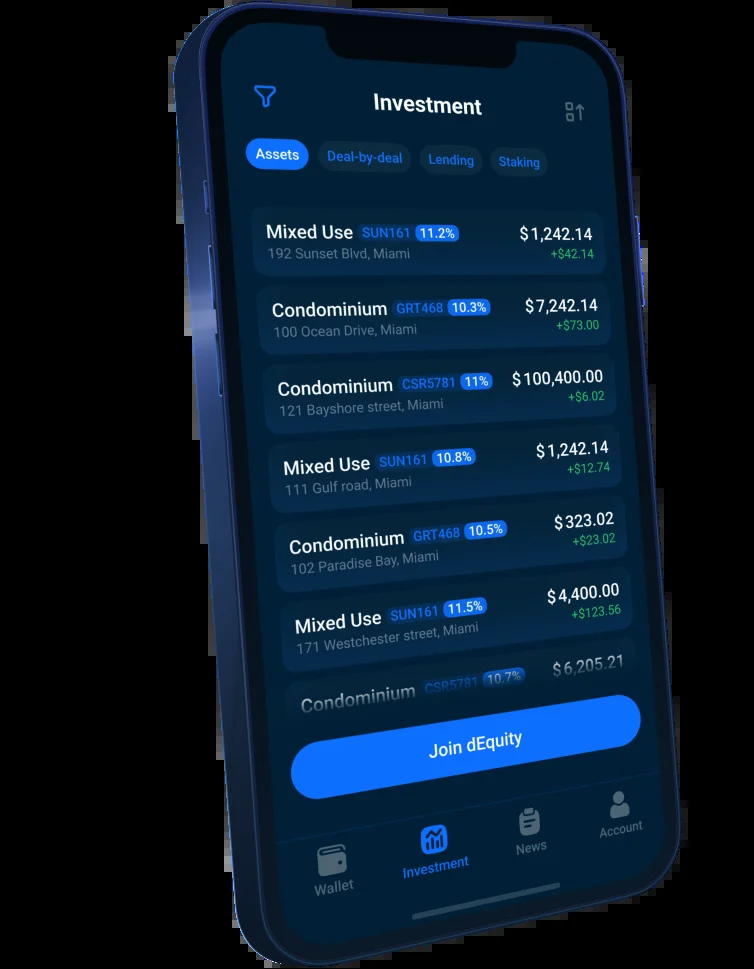 Investment
Assets Deal-by-deal Lending Staking
Mixed Use SUN161 11.2% $1,242.14
192 Sunset Blvd, Miami +$42.14
Condominium GRT468 10.3% $7,242.14
100 Ocean Drive, Miami +$73.00
Condominium CSR5781 11% $100,400.00
121 Bayshore street, Miami +$6.02
Mixed Use SUN161 10.8% $1,242.14
111 Gulf road, Miami +$12.74
Condominium GRT468 10.5% $323.02
102 Paradise Bay, Miami +$23.02
Mixed Use SUN161 11.5% $4,400.00
171 Westchester street, Miami +$123.56
Condominium CSR5781 10.7% $6,205.21
Join dEquity
Wallet Investment News Account